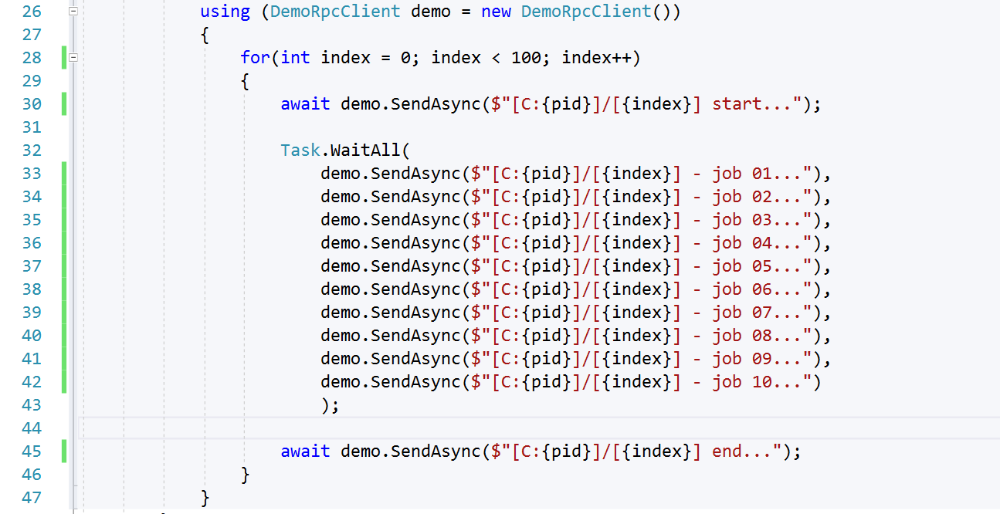 26 using (DemoRpcClient demo = new DemoRpcClient())
27 {
28 for(int index = 0; index < 100; index++)
29 {
30 await demo.SendAsync($"[C:{pid}]/[{index}] start...");
31
32 Task.WaitAll(
33 demo.SendAsync($"[C:{pid}]/[{index}] - job 01..."),
34 demo.SendAsync($"[C:{pid}]/[{index}] - job 02..."),
35 demo.SendAsync($"[C:{pid}]/[{index}] - job 03..."),
36 demo.SendAsync($"[C:{pid}]/[{index}] - job 04..."),
37 demo.SendAsync($"[C:{pid}]/[{index}] - job 05..."),
38 demo.SendAsync($"[C:{pid}]/[{index}] - job 06..."),
39 demo.SendAsync($"[C:{pid}]/[{index}] - job 07..."),
40 demo.SendAsync($"[C:{pid}]/[{index}] - job 08..."),
41 demo.SendAsync($"[C:{pid}]/[{index}] - job 09..."),
42 demo.SendAsync($"[C:{pid}]/[{index}] - job 10...")
43 );
44
45 await demo.SendAsync($"[C:{pid}]/[{index}] end...");
46 }
47 }